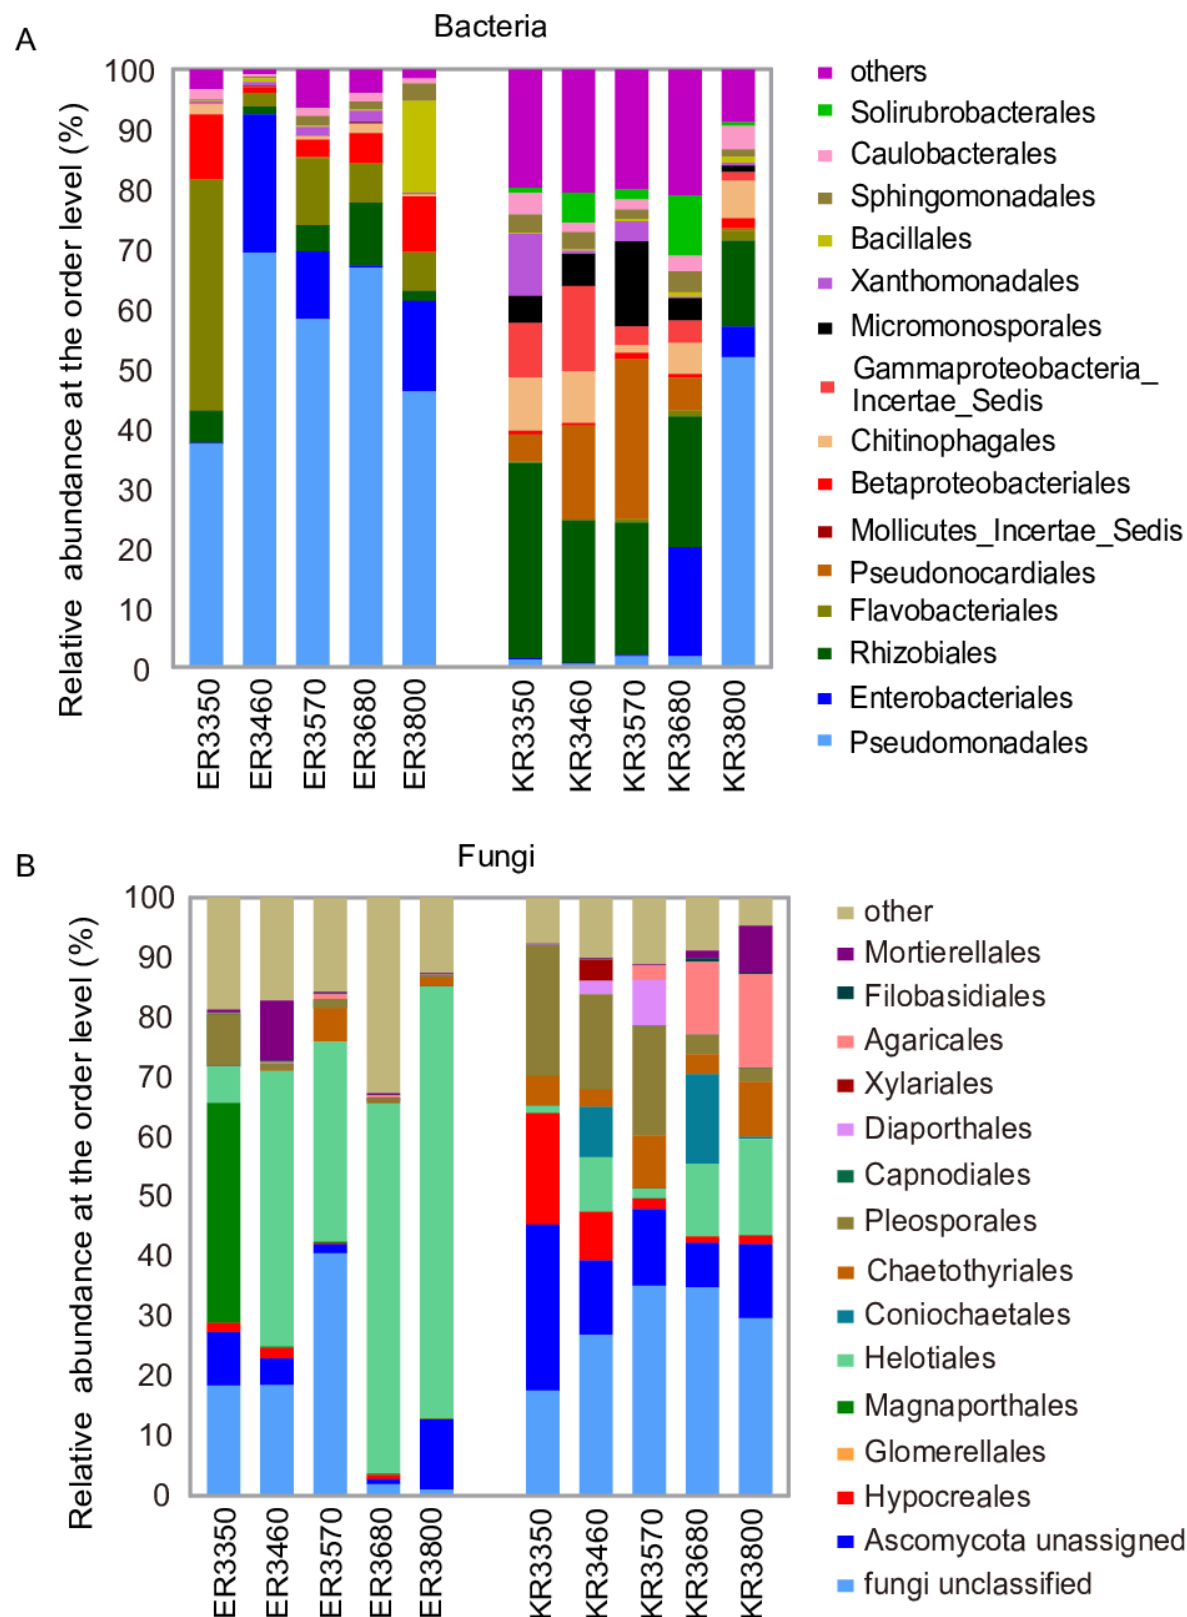 A
Bacteria
Relative abundance at the order level (%)
100
90
80
70
60
50
40
30
20
10
0
ER3350
ER3460
ER3570
ER3680
ER3800
KR3350
KR3460
KR3570
KR3680
KR3800
others
Solirubrobacterales
Caulobacterales
Sphingomonadales
Bacillales
Xanthomonadales
Micromonosporales
Gammaproteobacteria_
Incertae_Sedis
Chitinophagales
Betaproteobacteriales
Mollicutes_Incertae_Sedis
Pseudonocardiales
Flavobacteriales
Rhizobiales
Enterobacteriales
Pseudomonadales
B
Fungi
Relative abundance at the order level (%)
100
90
80
70
60
50
40
30
20
10
0
ER3350
ER3460
ER3570
ER3680
ER3800
KR3350
KR3460
KR3570
KR3680
KR3800
other
Mortierellales
Filobasidiales
Agaricales
Xylariales
Diaporthales
Capnodiales
Pleosporales
Chaetothyriales
Coniochaetales
Helotiales
Magnaporthales
Glomerellales
Hypocreales
Ascomycota unassigned
fungi unclassified